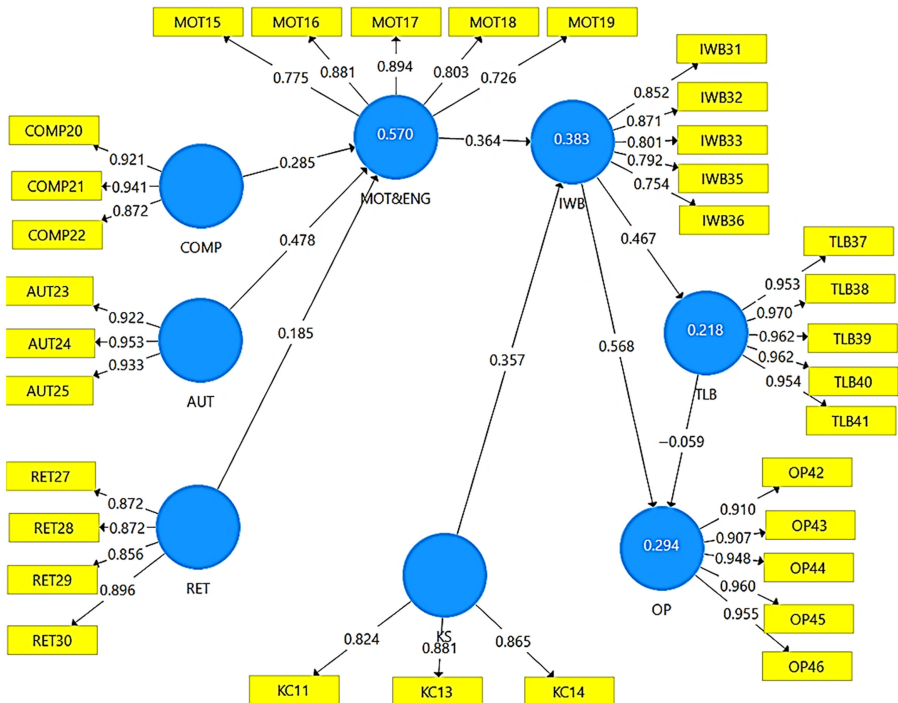 MOT15
MOT16
MOT17
MOT18
MOT19
0.775
0.881
0.894
0.803
0.726
IWB31
IWB32
IWB33
IWB35
IWB36
0.852
0.871
0.801
0.792
0.754
COMP20
COMP21
COMP22
0.921
0.941
0.872
COMP
0.285
0.570
MOT&ENG
0.364
0.383
IWB
AUT23
AUT24
AUT25
0.922
0.953
0.933
AUT
0.478
0.185
0.357
0.568
0.467
0.218
TLB
TLB37
TLB38
TLB39
TLB40
TLB41
0.953
0.970
0.962
0.962
0.954
−0.059
RET27
RET28
RET29
RET30
0.872
0.872
0.856
0.896
RET
KS
0.824
0.881
0.865
KC11
KC13
KC14
0.294
OP
0.910
0.907
0.948
0.960
0.955
OP42
OP43
OP44
OP45
OP46